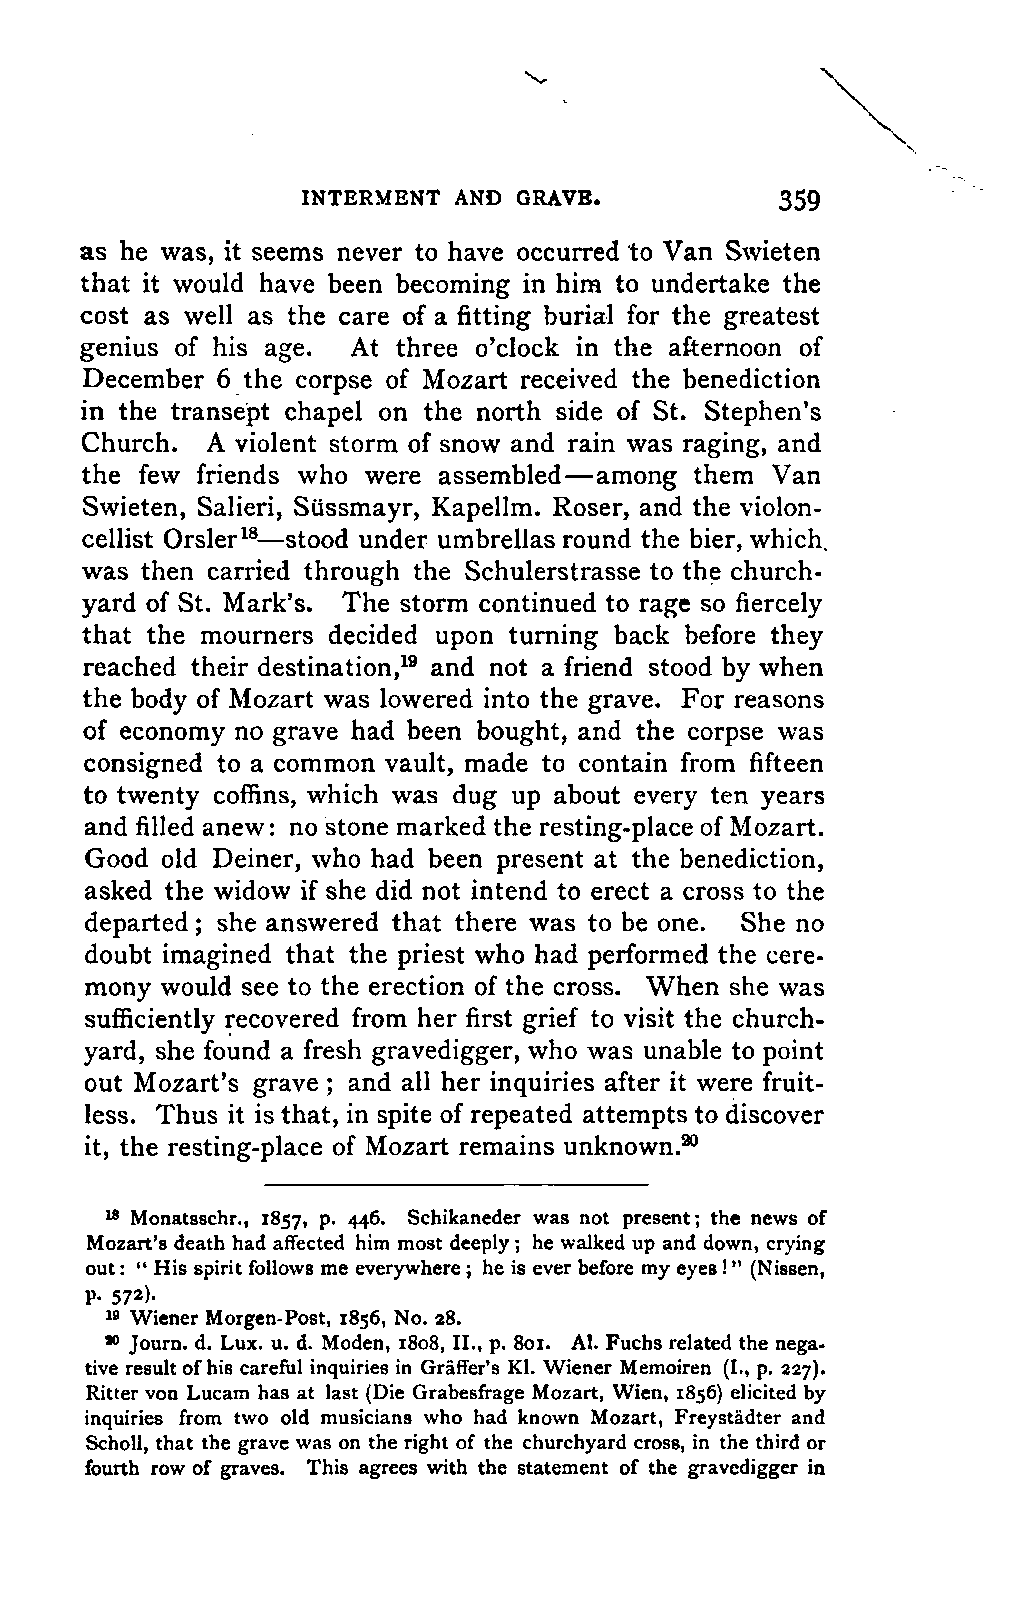 INTERMENT AND GRAVE. 359
as he was, it seems never to have occurred to Van Swieten
that it would have been becoming in him to undertake the
cost as well as the care of a fitting burial for the greatest
genius of his age. At three o'clock in the afternoon of
December 6 the corpse of Mozart received the benediction
in the transept chapel on the north side of St. Stephen's
Church. A violent storm of snow and rain was raging, and
the few friends who were assembled—among them Van
Swieten, Salieri, Süssmayr, Kapellm. Roser, and the violon-
cellist Orsler¹⁸—stood under umbrellas round the bier, which
was then carried through the Schulerstrasse to the church-
yard of St. Mark's. The storm continued to rage so fiercely
that the mourners decided upon turning back before they
reached their destination,¹⁹ and not a friend stood by when
the body of Mozart was lowered into the grave. For reasons
of economy no grave had been bought, and the corpse was
consigned to a common vault, made to contain from fifteen
to twenty coffins, which was dug up about every ten years
and filled anew: no stone marked the resting-place of Mozart.
Good old Deiner, who had been present at the benediction,
asked the widow if she did not intend to erect a cross to the
departed; she answered that there was to be one. She no
doubt imagined that the priest who had performed the cere-
mony would see to the erection of the cross. When she was
sufficiently recovered from her first grief to visit the church-
yard, she found a fresh gravedigger, who was unable to point
out Mozart's grave; and all her inquiries after it were fruit-
less. Thus it is that, in spite of repeated attempts to discover
it, the resting-place of Mozart remains unknown.²⁰
¹⁸ Monatsschr., 1857, p. 446. Schikaneder was not present; the news of
Mozart's death had affected him most deeply; he walked up and down, crying
out: "His spirit follows me everywhere; he is ever before my eyes!" (Nissen,
p. 572).
¹⁹ Wiener Morgen-Post, 1856, No. 28.
²⁰ Journ. d. Lux. u. d. Moden, 1808, II., p. 801. Al. Fuchs related the nega-
tive result of his careful inquiries in Gräffer's Kl. Wiener Memoiren (I., p. 227).
Ritter von Lucam has at last (Die Grabesfrage Mozart, Wien, 1856) elicited by
inquiries from two old musicians who had known Mozart, Freystädter and
Scholl, that the grave was on the right of the churchyard cross, in the third or
fourth row of graves. This agrees with the statement of the gravedigger in